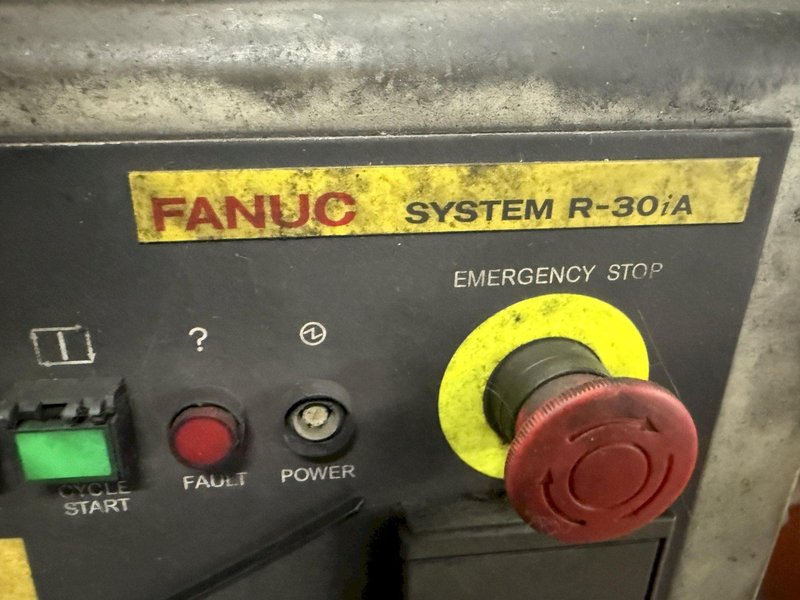 FANUC SYSTEM R-30iA
EMERGENCY STOP
?
FAULT
POWER
CYCLE
START